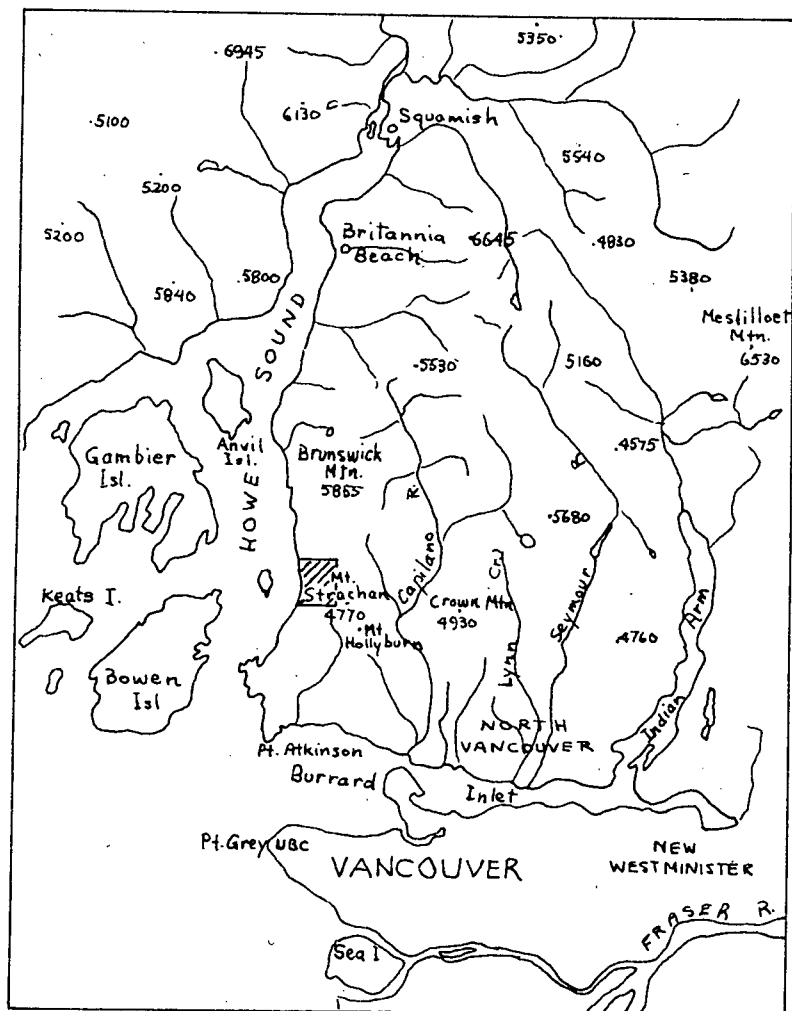 .5350.
.6945
6130
Squamish
.5100
5540
5200
5200
Britannia
Beach
.6645
.4830
.5800
5840
5380
Meslilloet
Mtn.
6530
HOWE SOUND
.5530
5160
Anvil
Isl.
Gambier
Isl.
Brunswick
Mtn.
5865
.4575
R.
Capilano
.5680
Mt.
Strachan
4770
Keats I.
Cr.
Lynn
Crown Mtn
4930
Seymour
.4760
Arm
Indian
Mt
Hollyburn
Bowen
Isl
NORTH
VANCOUVER
Pt. Atkinson
Burrard
Inlet
Pt. Grey
UBC
VANCOUVER
NEW
WESTMINISTER
FRASER R.
Sea I